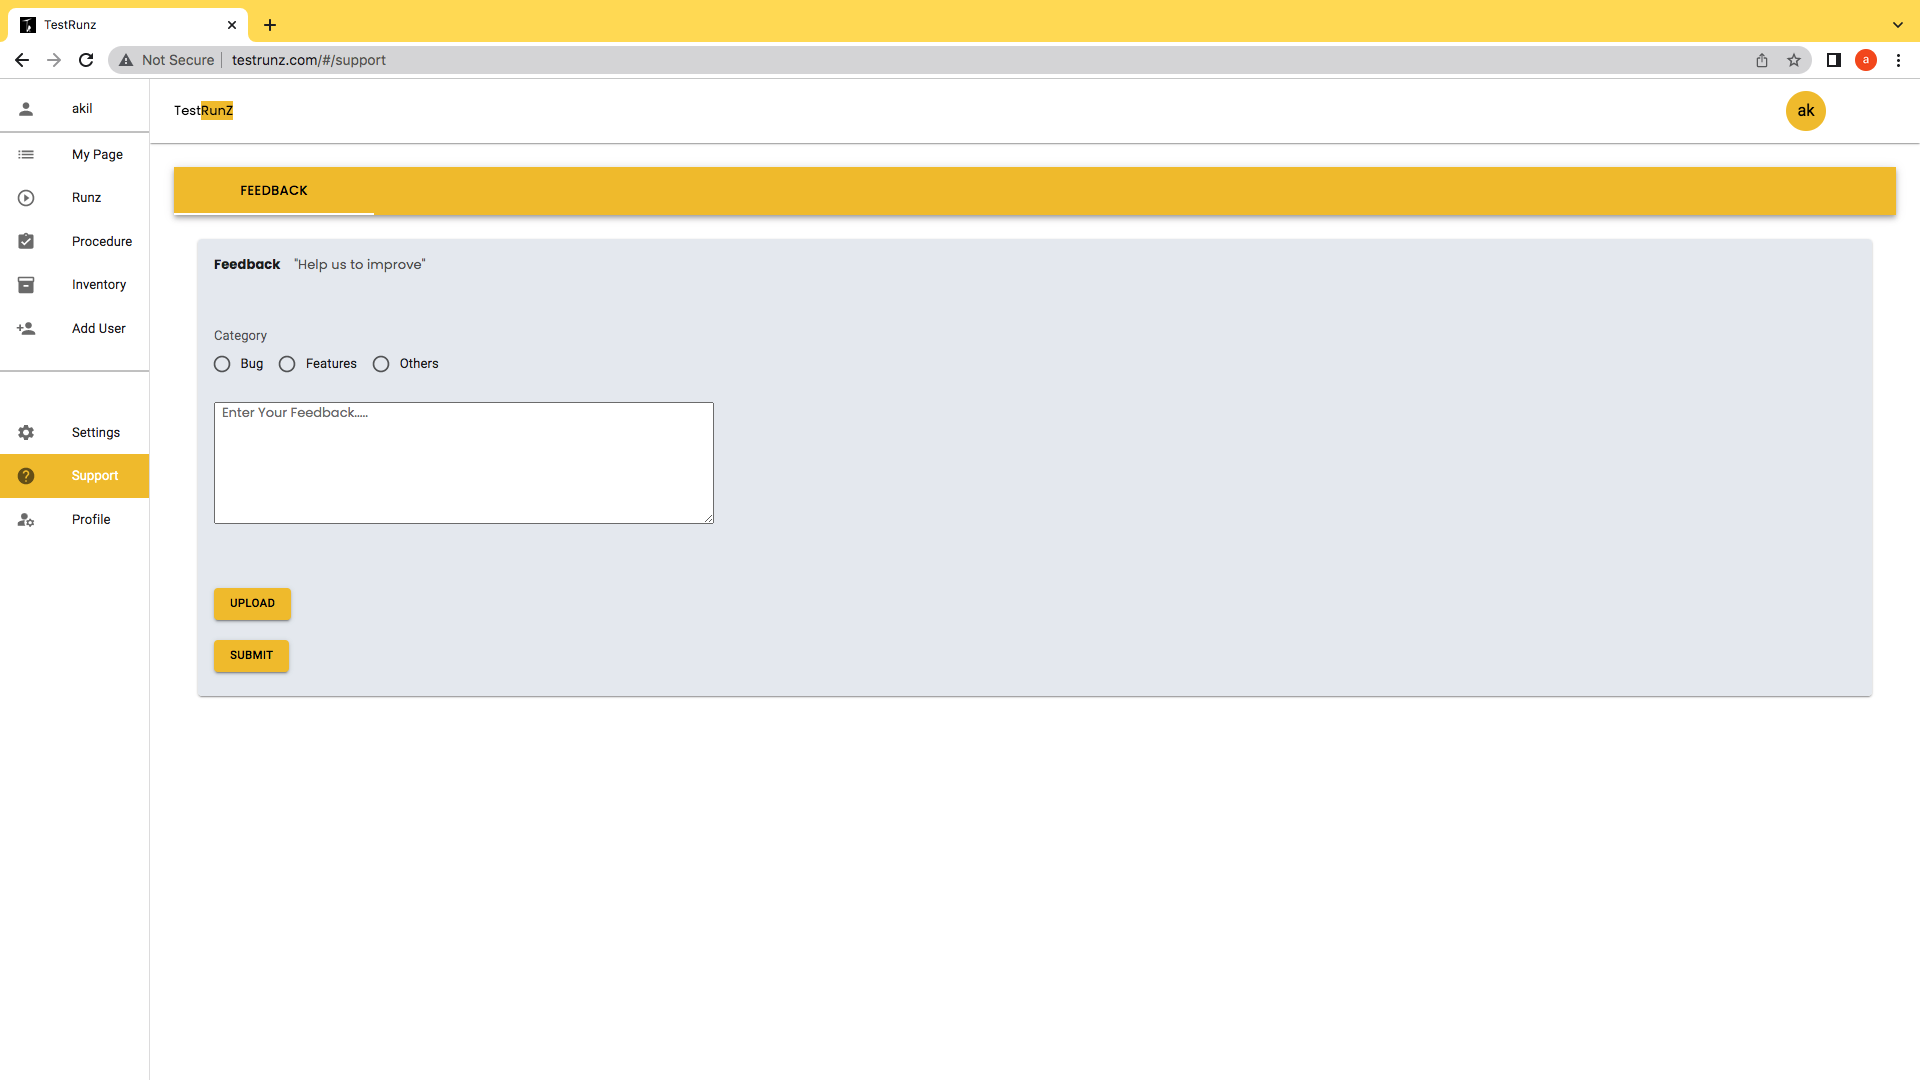 TestRunz
Not Secure testrunz.com/#/support
a
akil
TestRunZ
ak
My Page
Runz
Procedure
Inventory
Add User
Settings
Support
Profile
FEEDBACK
Feedback "Help us to improve"
Category
Bug Features Others
Enter Your Feedback.....
UPLOAD
SUBMIT